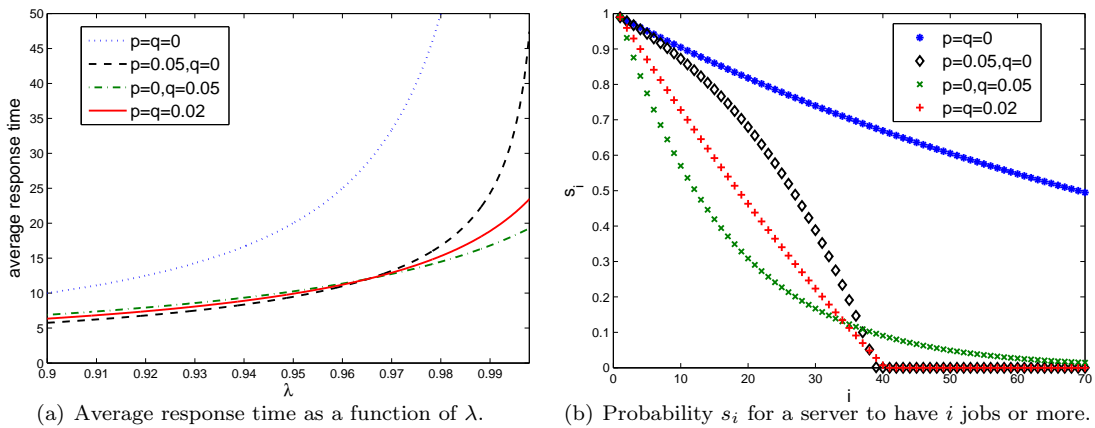 50
45
40
35
30
25
20
15
10
5
0
average response time
p=q=0
p=0.05,q=0
p=0,q=0.05
p=q=0.02
0.9 0.91 0.92 0.93 0.94 0.95 0.96 0.97 0.98 0.99
λ
(a) Average response time as a function of λ.
1
0.9
0.8
0.7
0.6
0.5
0.4
0.3
0.2
0.1
0
s_i
p=q=0
p=0.05,q=0
p=0,q=0.05
p=q=0.02
0 10 20 30 40 50 60 70
i
(b) Probability s_i for a server to have i jobs or more.